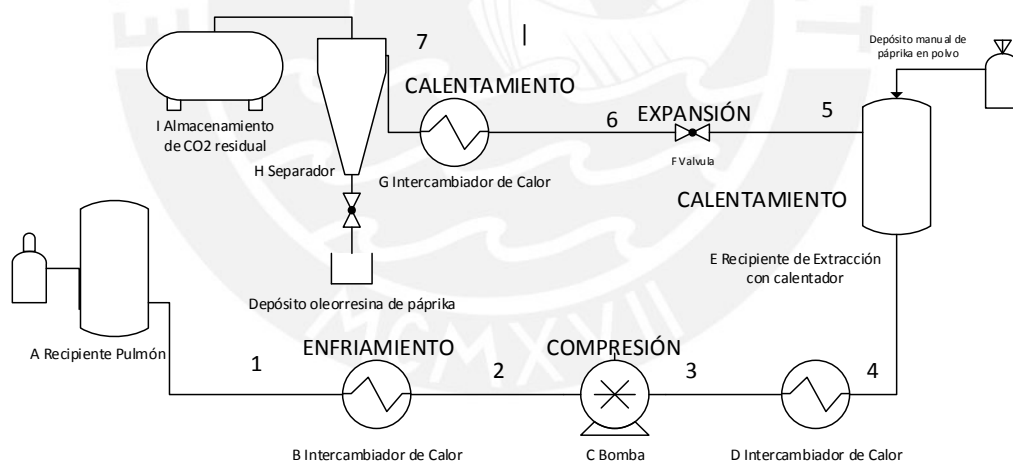 7
I
Depósito manual de
páprika en polvo
CALENTAMIENTO
EXPANSIÓN
5
6
I Almacenamiento
de CO2 residual
F Valvula
H Separador
G Intercambiador de Calor
CALENTAMIENTO
E Recipiente de Extracción
con calentador
Depósito oleorresina de páprika
A Recipiente Pulmón
ENFRIAMIENTO
COMPRESIÓN
1
2
3
4
MCMXVII
B Intercambiador de Calor
C Bomba
D Intercambiador de Calor